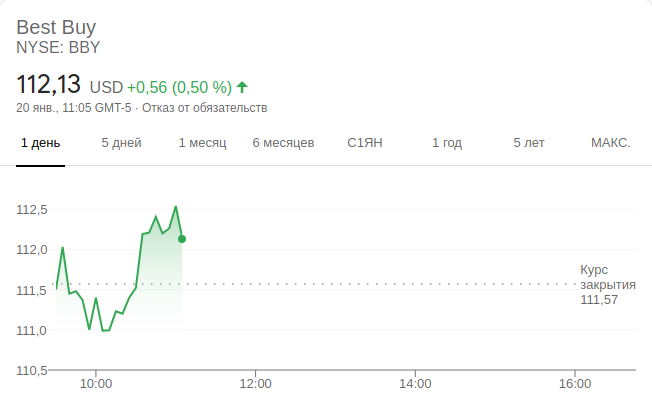 Best Buy
NYSE: BBY
112,13 USD +0,56 (0,50 %)
20 янв., 11:05 GMT-5 · Отказ от обязательств
1 день 5 дней 1 месяц 6 месяцев С1ЯН 1 год 5 лет МАКС.
112,5
112,0
Курс
закрытия
111,5
111,57
111,0
110,5
10:00 12:00 14:00 16:00